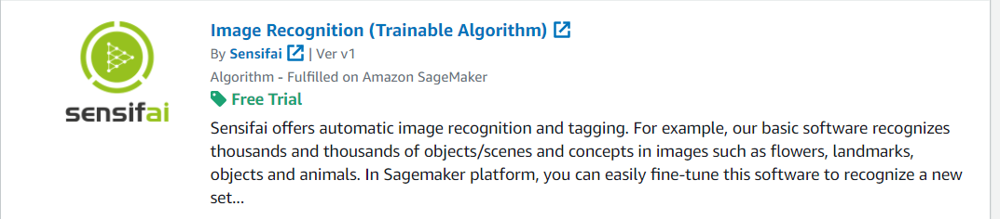 sensifai
Image Recognition (Trainable Algorithm)
By Sensifai | Ver v1
Algorithm - Fulfilled on Amazon SageMaker
Free Trial
Sensifai offers automatic image recognition and tagging. For example, our basic software recognizes
thousands and thousands of objects/scenes and concepts in images such as flowers, landmarks,
objects and animals. In Sagemaker platform, you can easily fine-tune this software to recognize a new
set...